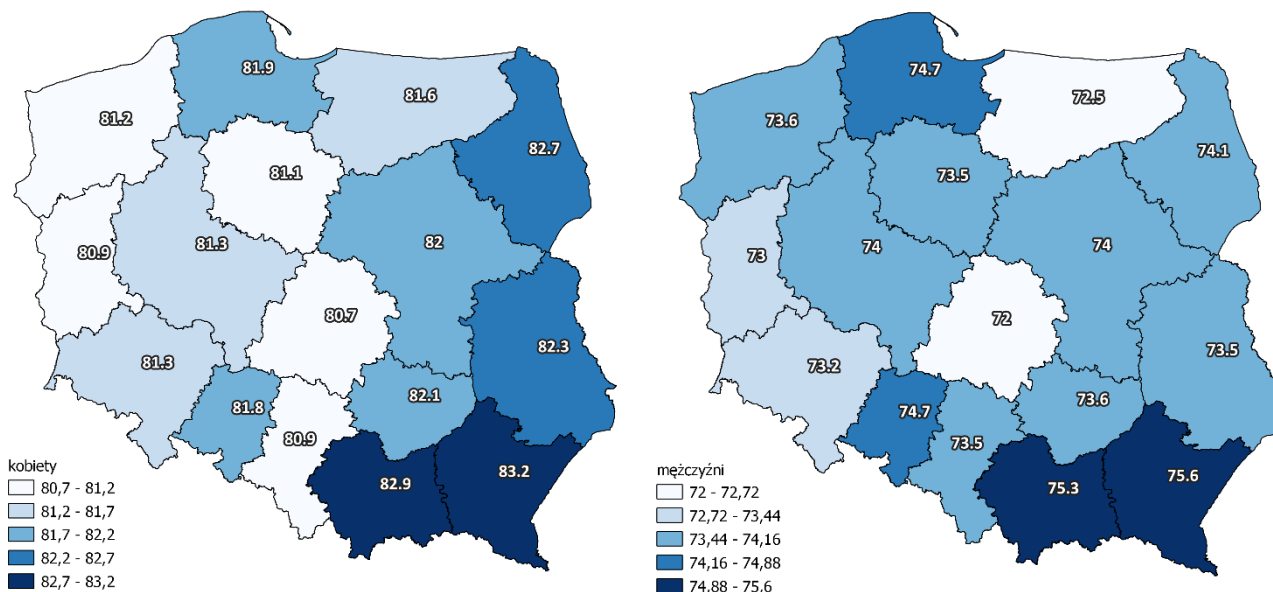 81.9
81.2
81.6
82.7
81.1
82
81.3
80.9
80.7
82.3
81.3
82.1
81.8
80.9
82.9
83.2
kobiety
80,7 - 81,2
81,2 - 81,7
81,7 - 82,2
82,2 - 82,7
82,7 - 83,2
74.7
72.5
73.6
74.1
73.5
74
74
73
72
73.5
73.2
73.6
74.7
73.5
75.3
75.6
mężczyźni
72 - 72,72
72,72 - 73,44
73,44 - 74,16
74,16 - 74,88
74,88 - 75,6